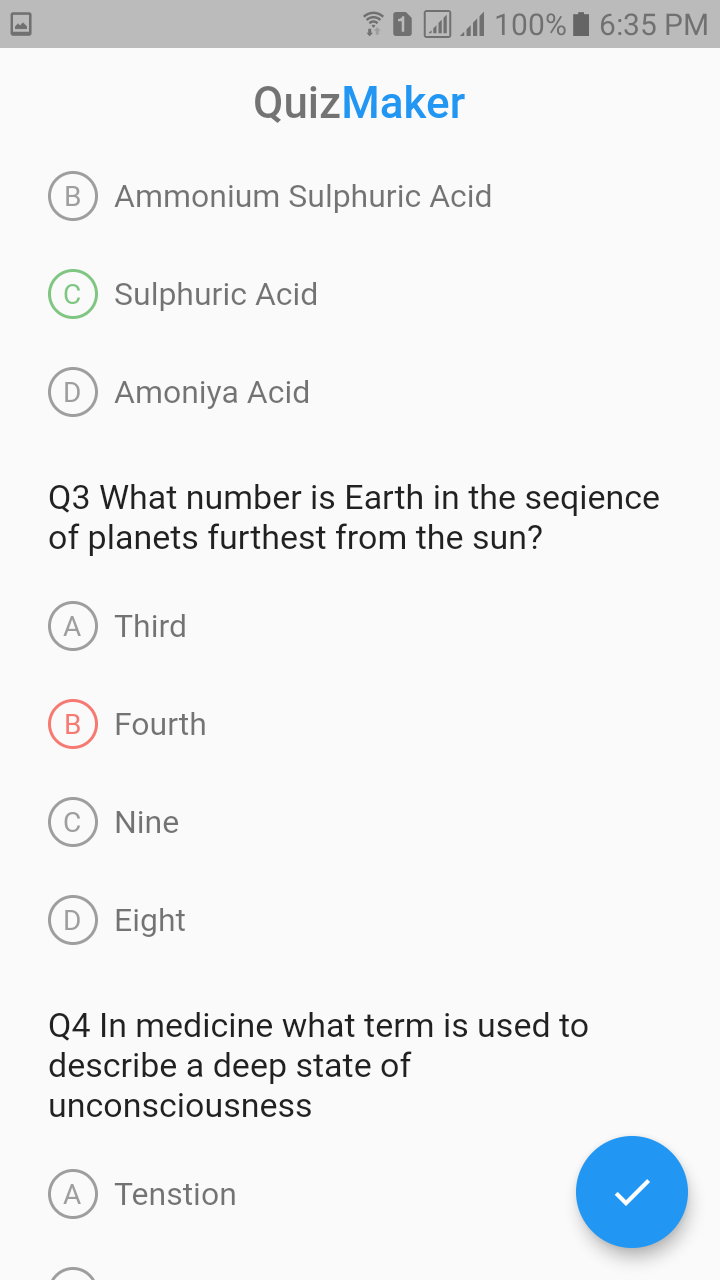 1 100% 6:35 PM
QuizMaker
B Ammonium Sulphuric Acid
C Sulphuric Acid
D Amoniya Acid
Q3 What number is Earth in the seqience
of planets furthest from the sun?
A Third
B Fourth
C Nine
D Eight
Q4 In medicine what term is used to
describe a deep state of
unconsciousness
A Tenstion